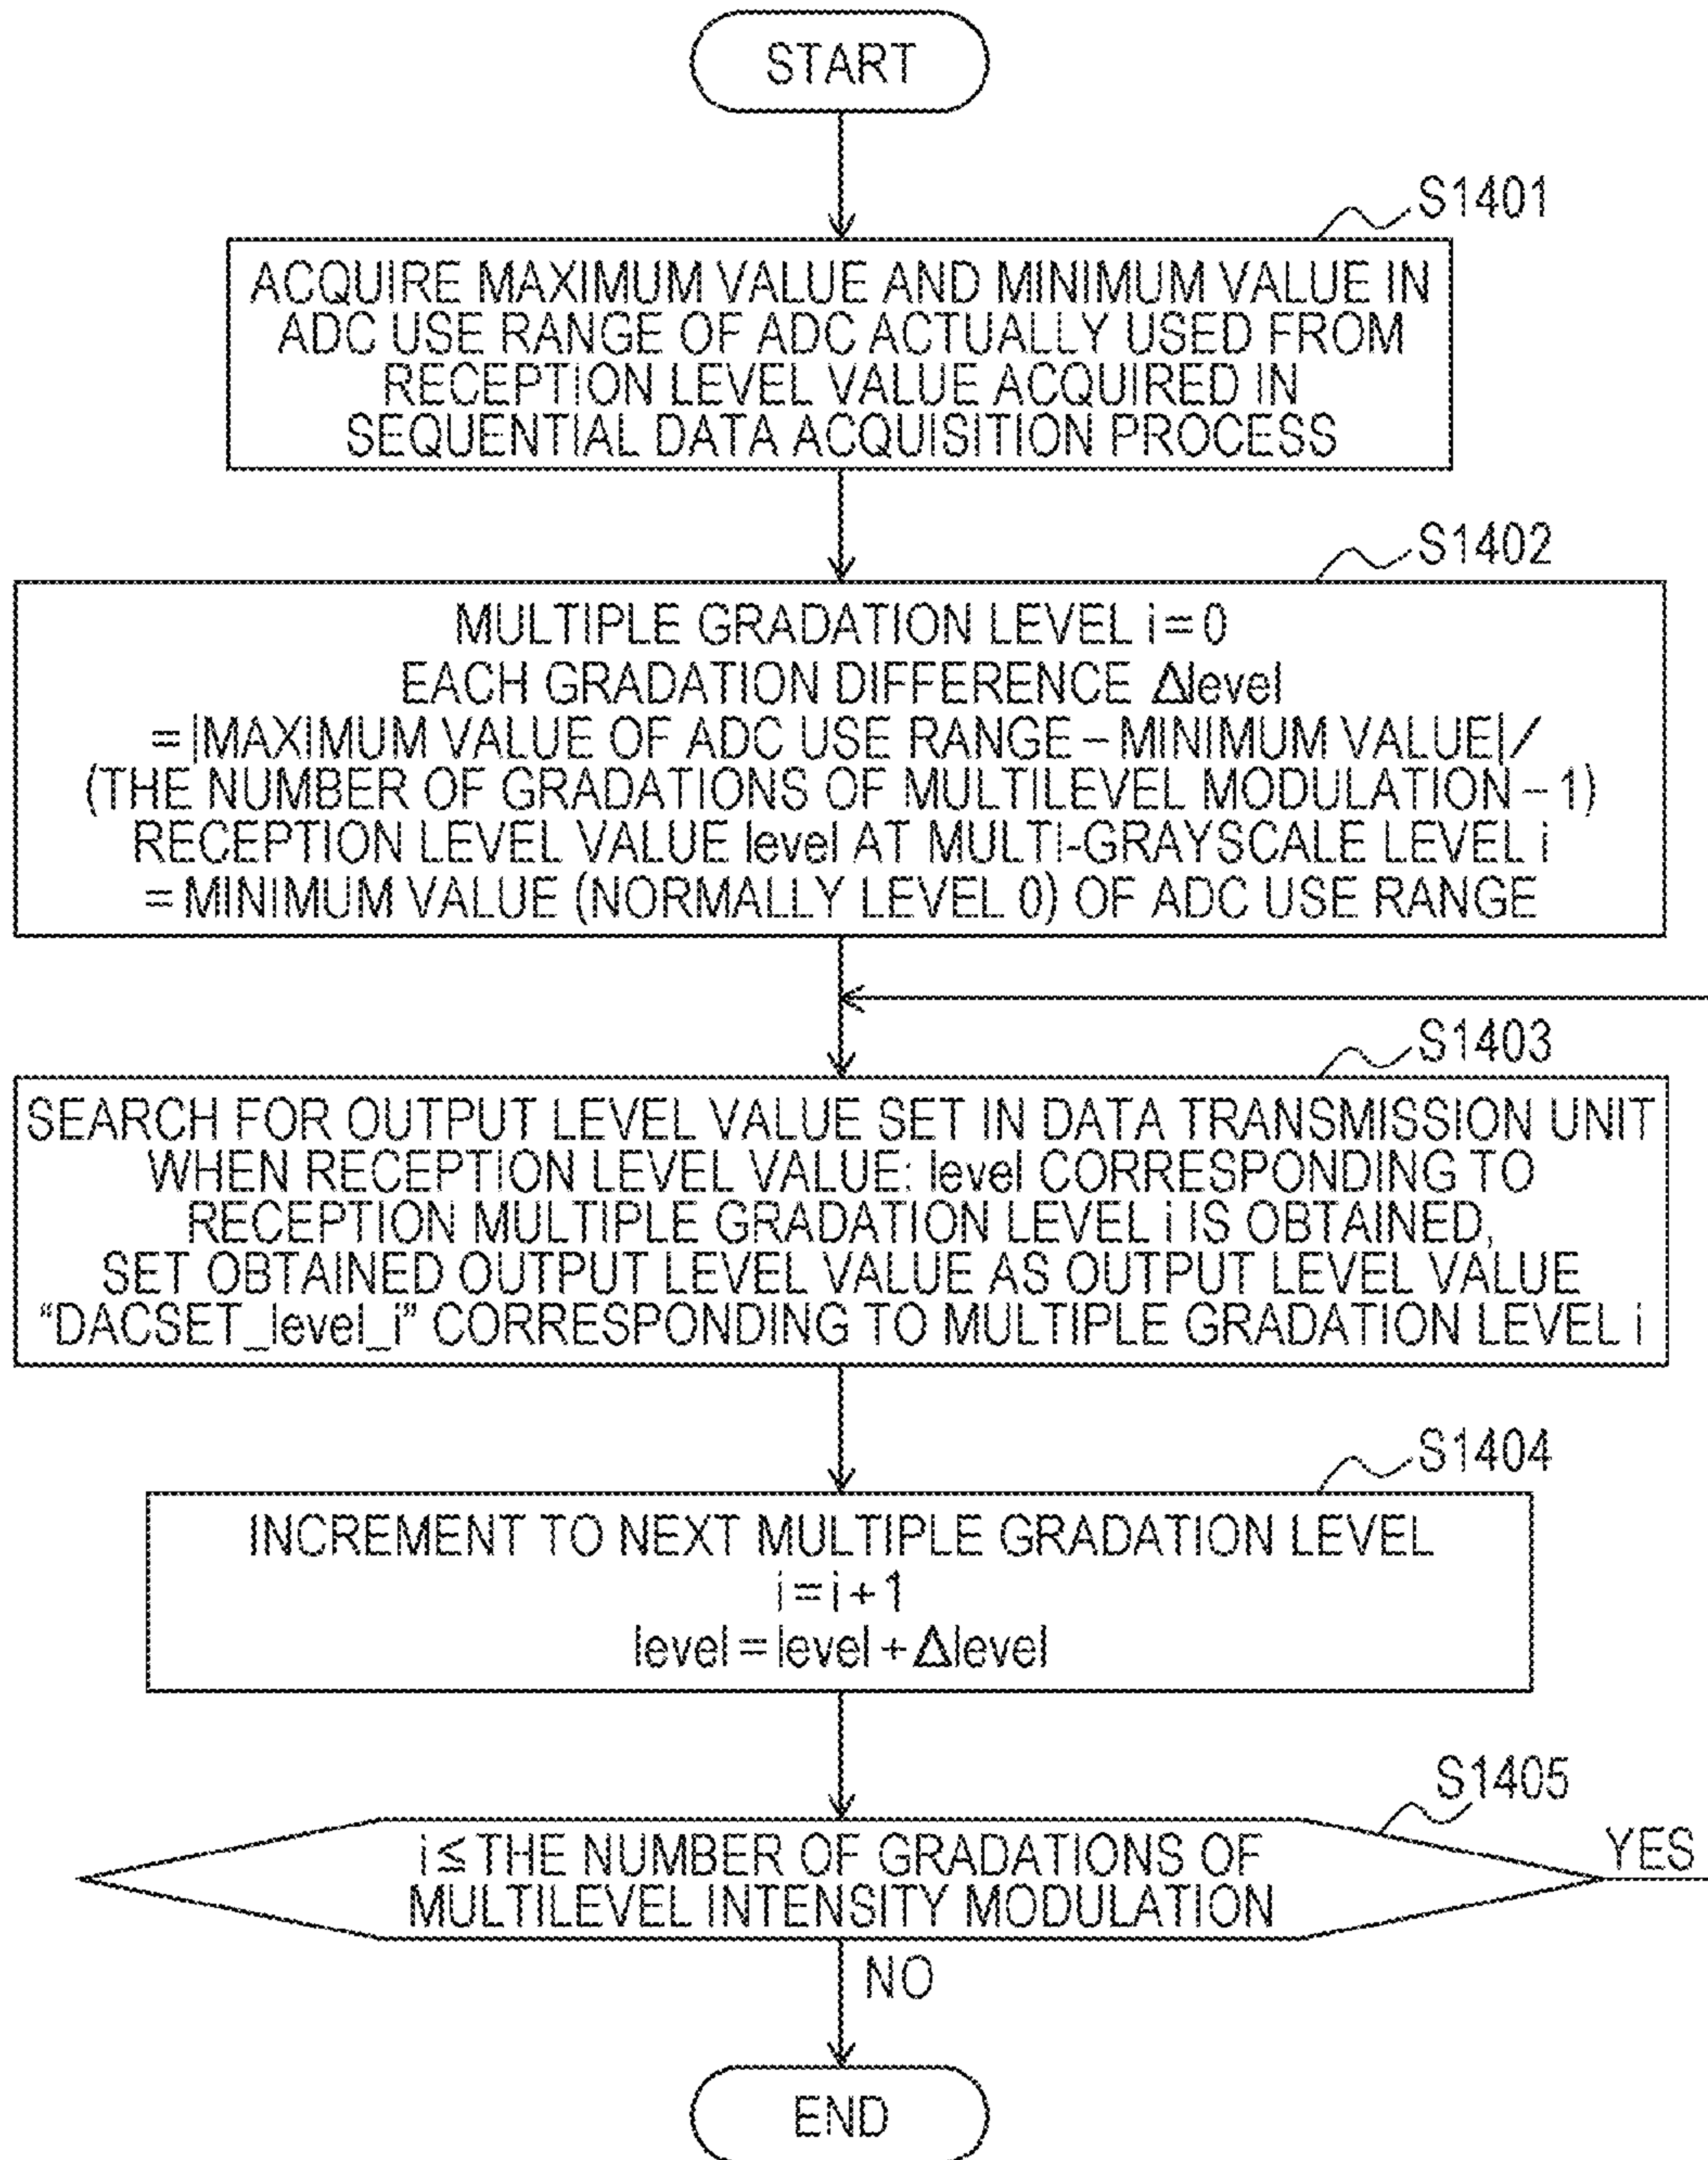 START
S1401
ACQUIRE MAXIMUM VALUE AND MINIMUM VALUE IN
ADC USE RANGE OF ADC ACTUALLY USED FROM
RECEPTION LEVEL VALUE ACQUIRED IN
SEQUENTIAL DATA ACQUISITION PROCESS
S1402
MULTIPLE GRADATION LEVEL i = 0
EACH GRADATION DIFFERENCE Δlevel
= |MAXIMUM VALUE OF ADC USE RANGE – MINIMUM VALUE| /
(THE NUMBER OF GRADATIONS OF MULTILEVEL MODULATION – 1)
RECEPTION LEVEL VALUE level AT MULTI-GRAYSCALE LEVEL i
= MINIMUM VALUE (NORMALLY LEVEL 0) OF ADC USE RANGE
S1403
SEARCH FOR OUTPUT LEVEL VALUE SET IN DATA TRANSMISSION UNIT
WHEN RECEPTION LEVEL VALUE: level CORRESPONDING TO
RECEPTION MULTIPLE GRADATION LEVEL i IS OBTAINED,
SET OBTAINED OUTPUT LEVEL VALUE AS OUTPUT LEVEL VALUE
“DACSET_level_i” CORRESPONDING TO MULTIPLE GRADATION LEVEL i
S1404
INCREMENT TO NEXT MULTIPLE GRADATION LEVEL
i = i + 1
level = level + Δlevel
S1405
i ≦ THE NUMBER OF GRADATIONS OF
MULTILEVEL INTENSITY MODULATION
YES
NO
END